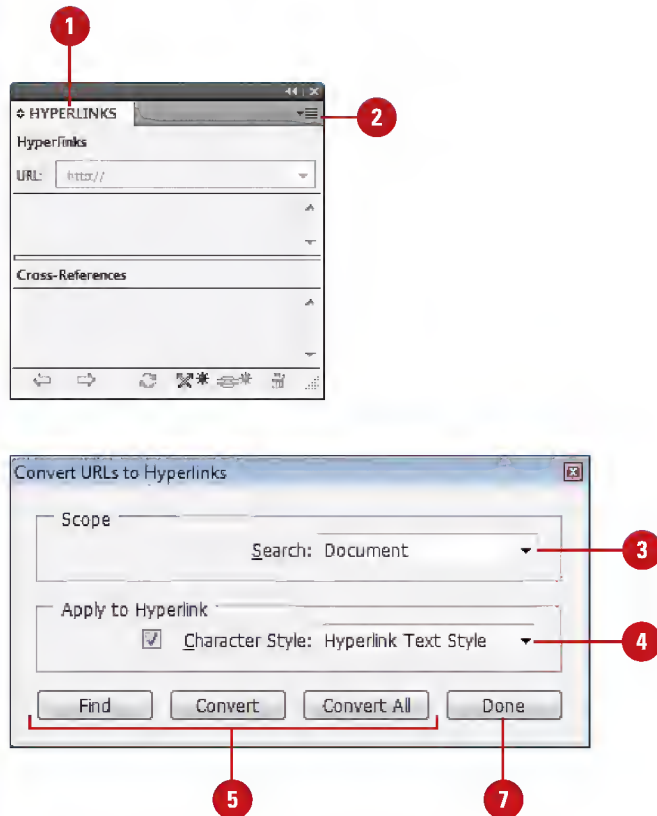 1
HYPERLINKS
2
Hyperlinks
URL: http://
Cross-References
Convert URLs to Hyperlinks
Scope
Search: Document
3
Apply to Hyperlink
Character Style: Hyperlink Text Style
4
Find Convert Convert All Done
5 7